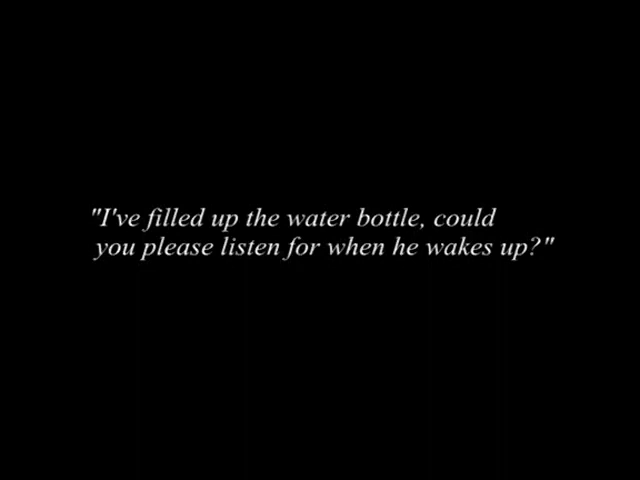 "I've filled up the water bottle, could
you please listen for when he wakes up?"